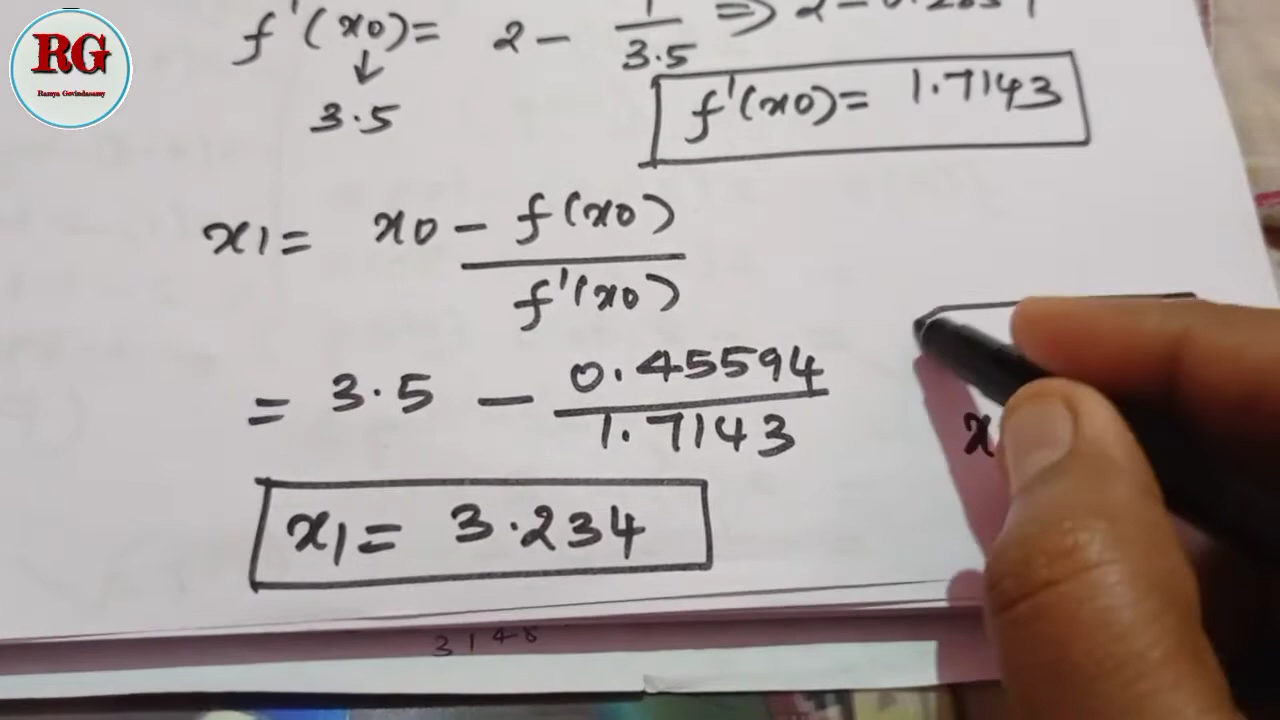 RG
Ramya Govindasamy
f'(x0)= 2 - 1/3.5 =>
3.5
f'(x0)= 1.7143
x1= x0 - f(x0)
f'(x0)
= 3.5 - 0.45594
1.7143
x
x1= 3.234